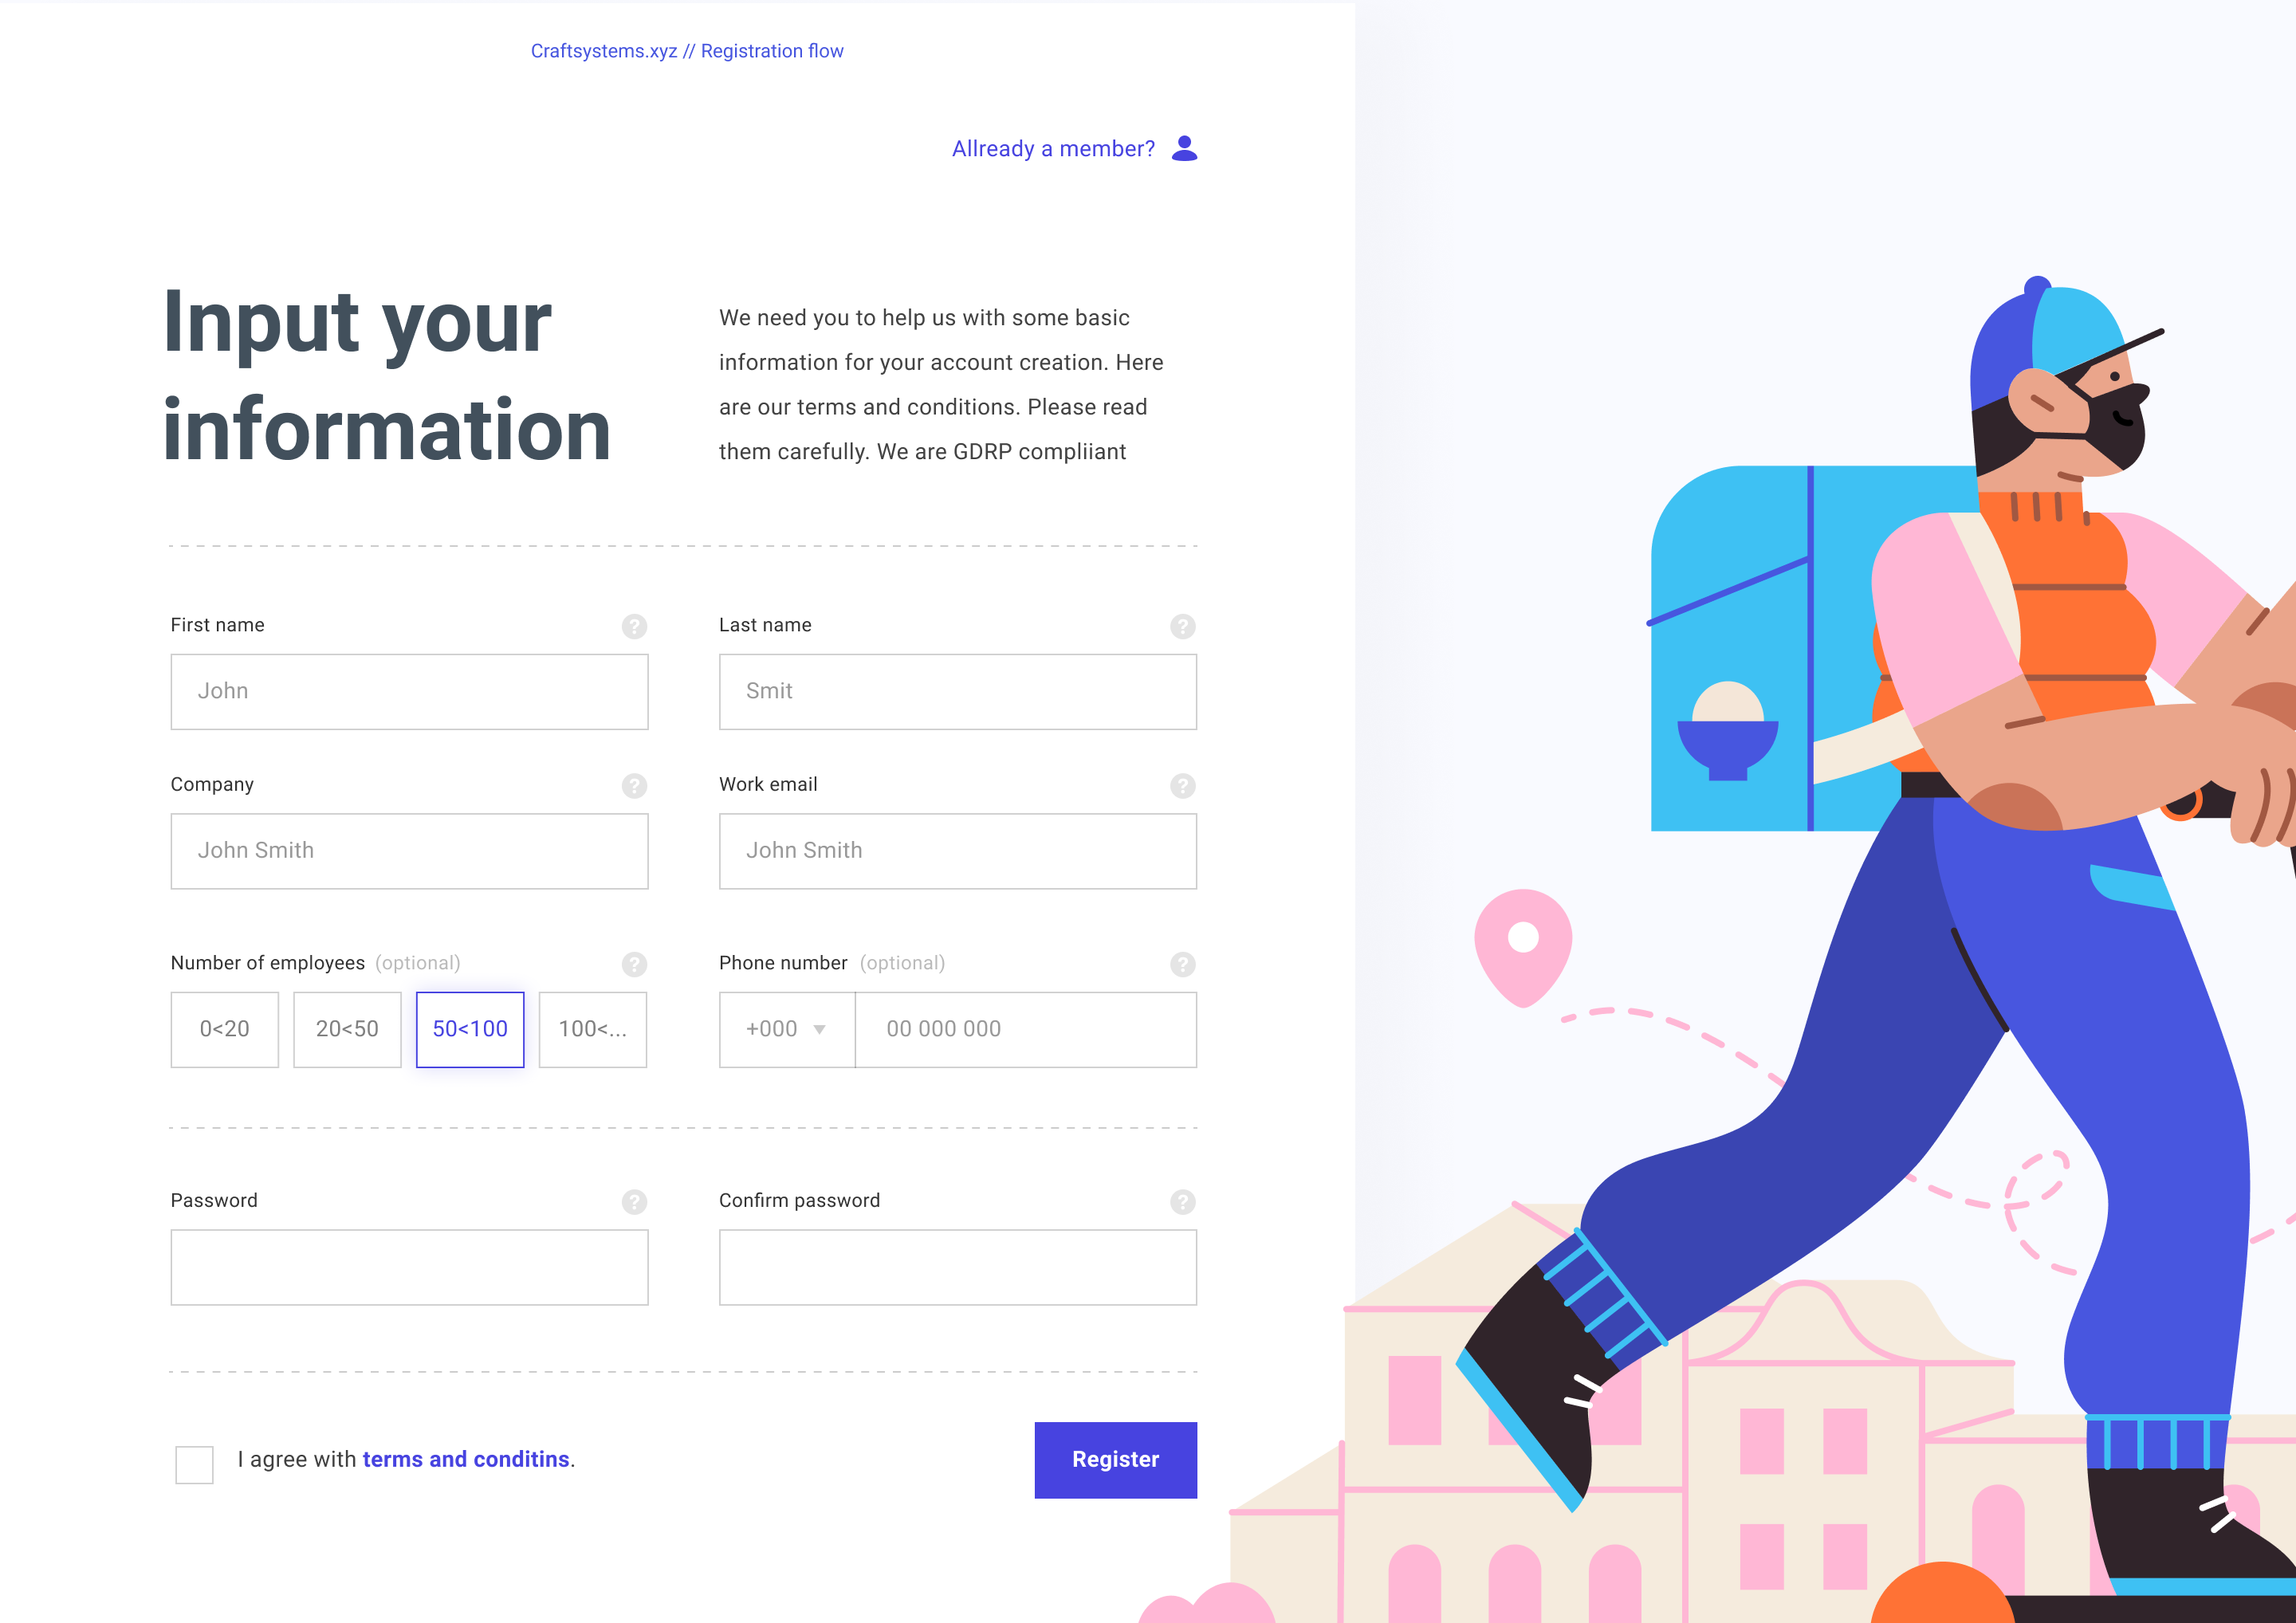 Craftsystems.xyz // Registration flow
Allready a member?
Input your
information
We need you to help us with some basic
information for your account creation. Here
are our terms and conditions. Please read
them carefully. We are GDRP compliiant
First name ?
Last name ?
John
Smit
Company ?
Work email ?
John Smith
John Smith
Number of employees (optional) ?
Phone number (optional) ?
0<20 20<50 50<100 100<...
+000 00 000 000
Password ?
Confirm password ?
I agree with terms and conditins.
Register